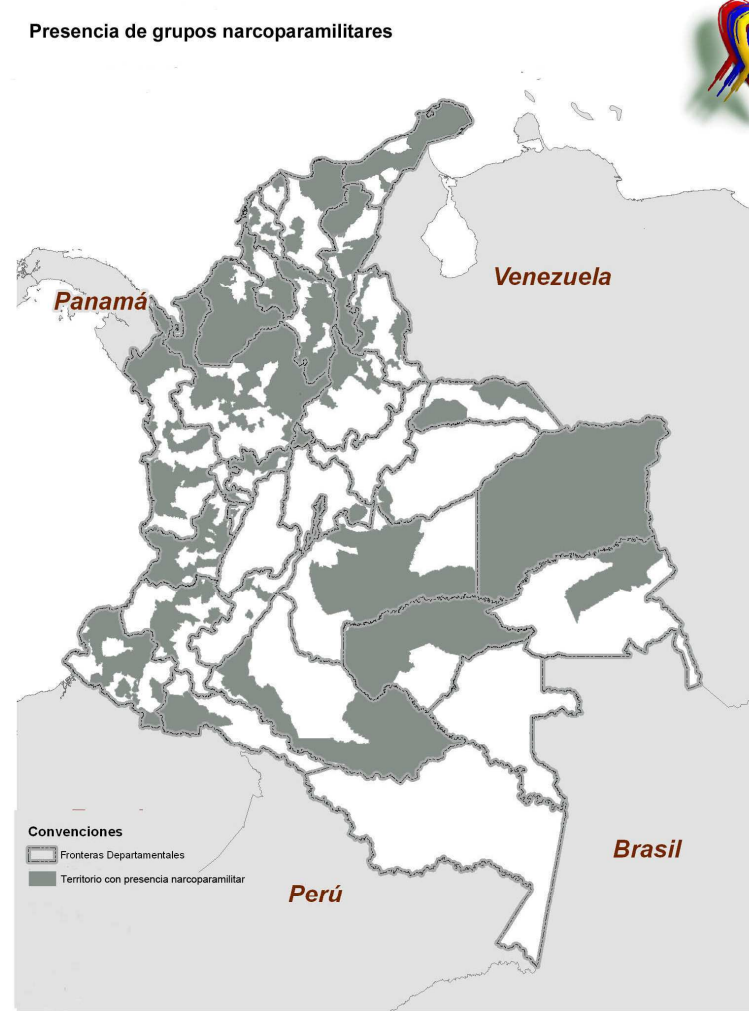 Presencia de grupos narcoparamilitares
Venezuela
Panamá
Convenciones
Fronteras Departamentales
Territorio con presencia narcoparamilitar
Brasil
Perú